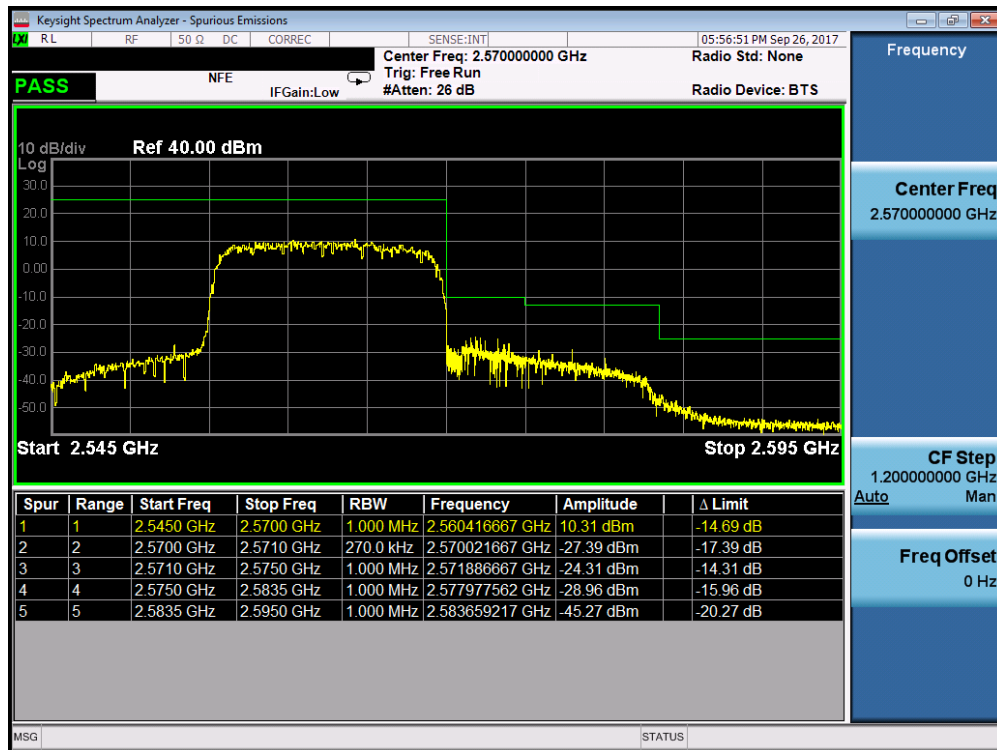 Keysight Spectrum Analyzer - Spurious Emissions
LXI RL RF 50 Ω DC CORREC SENSE:INT 05:56:51 PM Sep 26, 2017
Center Freq: 2.570000000 GHz Radio Std: None
NFE Trig: Free Run
PASS IFGain:Low #Atten: 26 dB Radio Device: BTS
10 dB/div Ref 40.00 dBm
Log
30.0
20.0
10.0
0.00
-10.0
-20.0
-30.0
-40.0
-50.0
Start 2.545 GHz Stop 2.595 GHz
Spur Range Start Freq Stop Freq RBW Frequency Amplitude Δ Limit
1 1 2.5450 GHz 2.5700 GHz 1.000 MHz 2.560416667 GHz 10.31 dBm -14.69 dB
2 2 2.5700 GHz 2.5710 GHz 270.0 kHz 2.570021667 GHz -27.39 dBm -17.39 dB
3 3 2.5710 GHz 2.5750 GHz 1.000 MHz 2.571886667 GHz -24.31 dBm -14.31 dB
4 4 2.5750 GHz 2.5835 GHz 1.000 MHz 2.577977562 GHz -28.96 dBm -15.96 dB
5 5 2.5835 GHz 2.5950 GHz 1.000 MHz 2.583659217 GHz -45.27 dBm -20.27 dB
Frequency
Center Freq
2.570000000 GHz
CF Step
1.200000000 GHz
Auto Man
Freq Offset
0 Hz
MSG STATUS